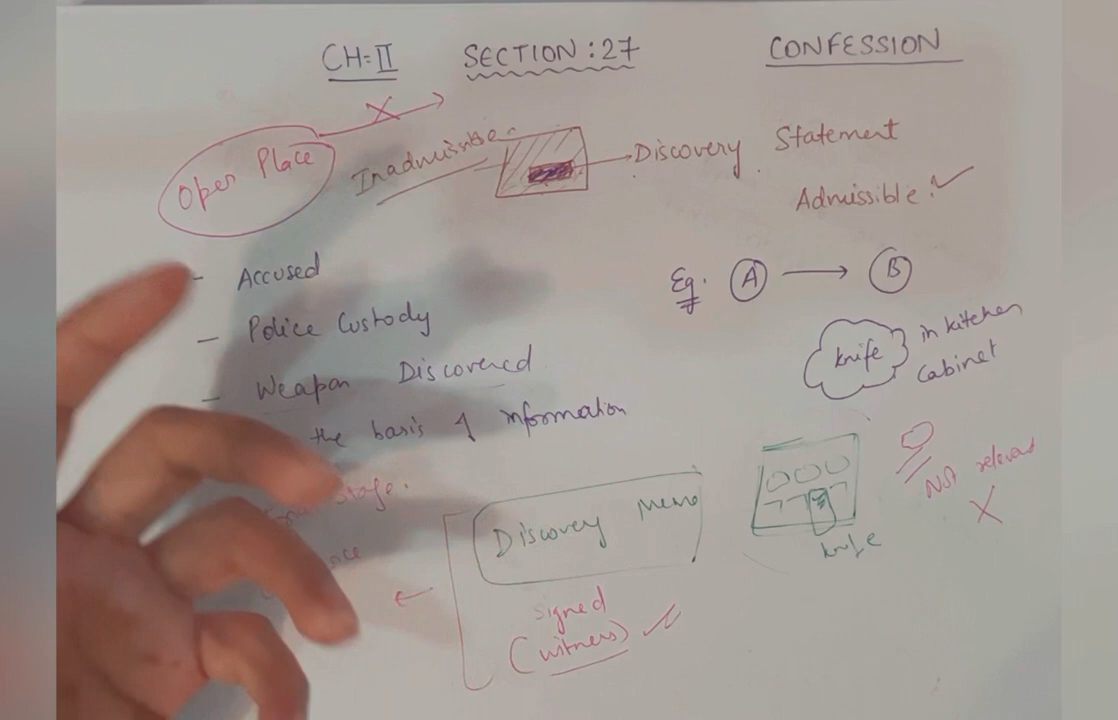 CH=II SECTION:27 CONFESSION
Open Place
Inadmissible
Discovery Statement
Admissible.
- Accused
- Police Custody
- Weapon Discovered
the basis of information
stage.
Eg. A B
knife in kitchen
cabinet
knife
Not relevant
Discovery Memo
signed
(witness)